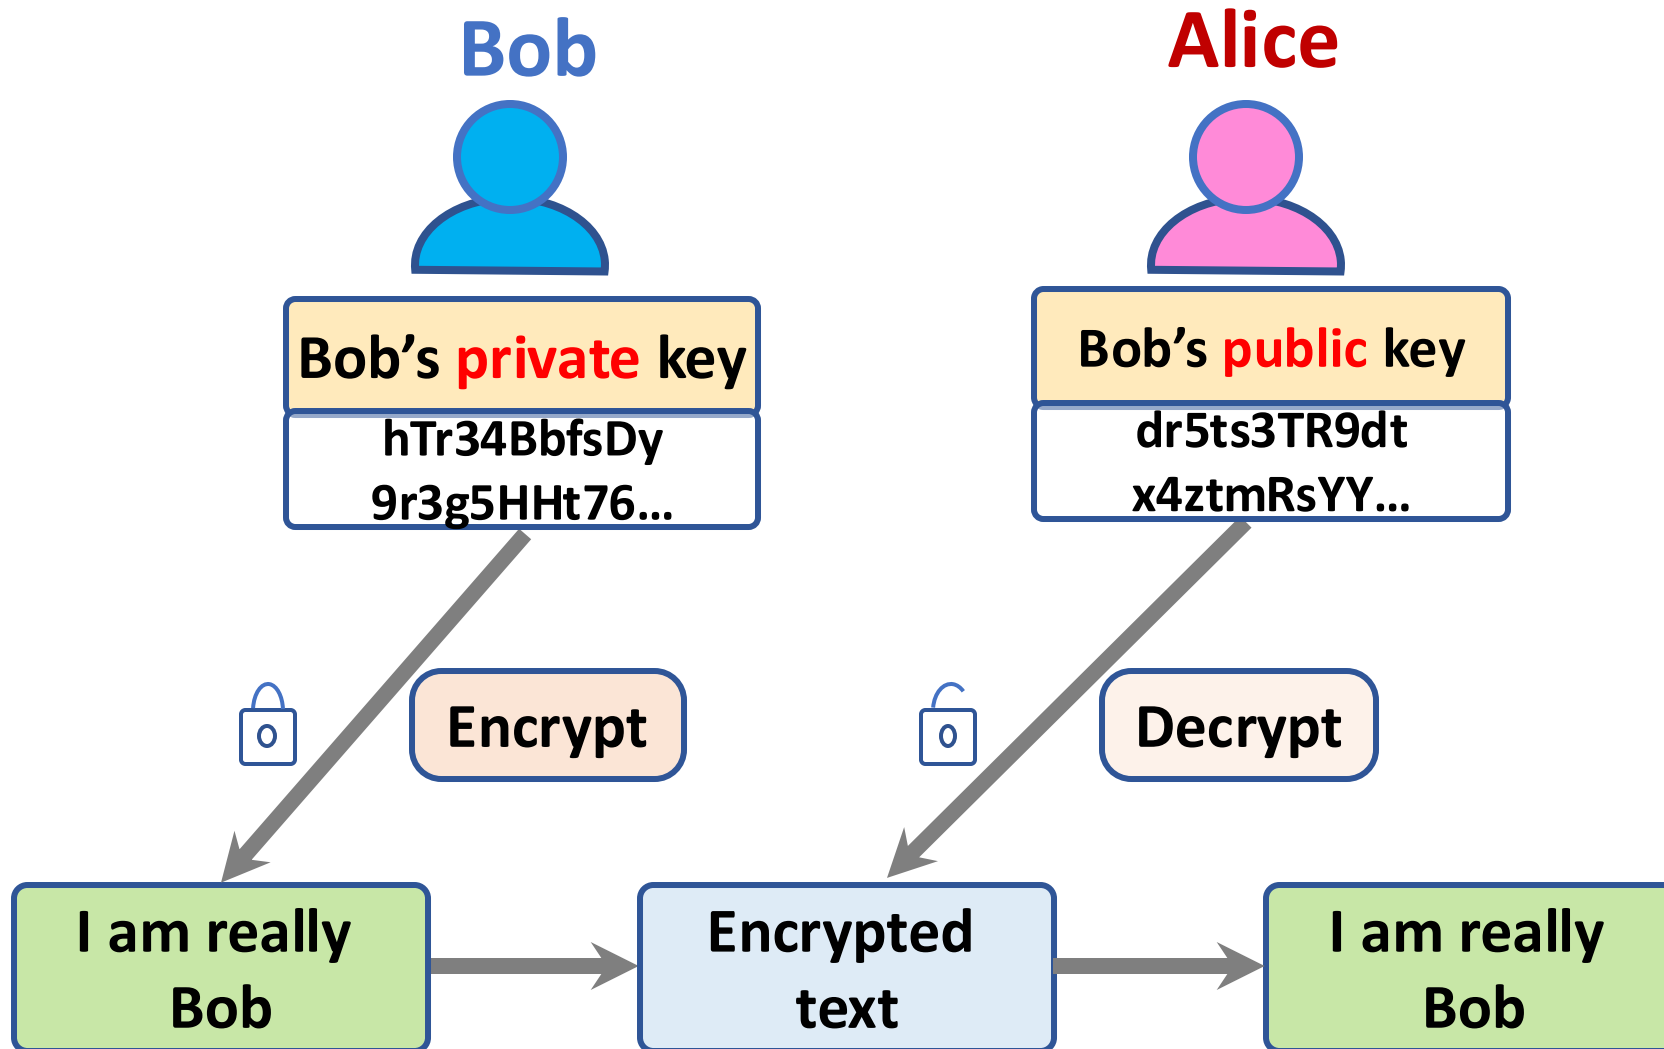 Bob
Alice
Bob’s private key
hTr34BbfsDy
9r3g5HHt76...
Bob’s public key
dr5ts3TR9dt
x4ztmRsYY...
Encrypt
Decrypt
I am really
Bob
Encrypted
text
I am really
Bob